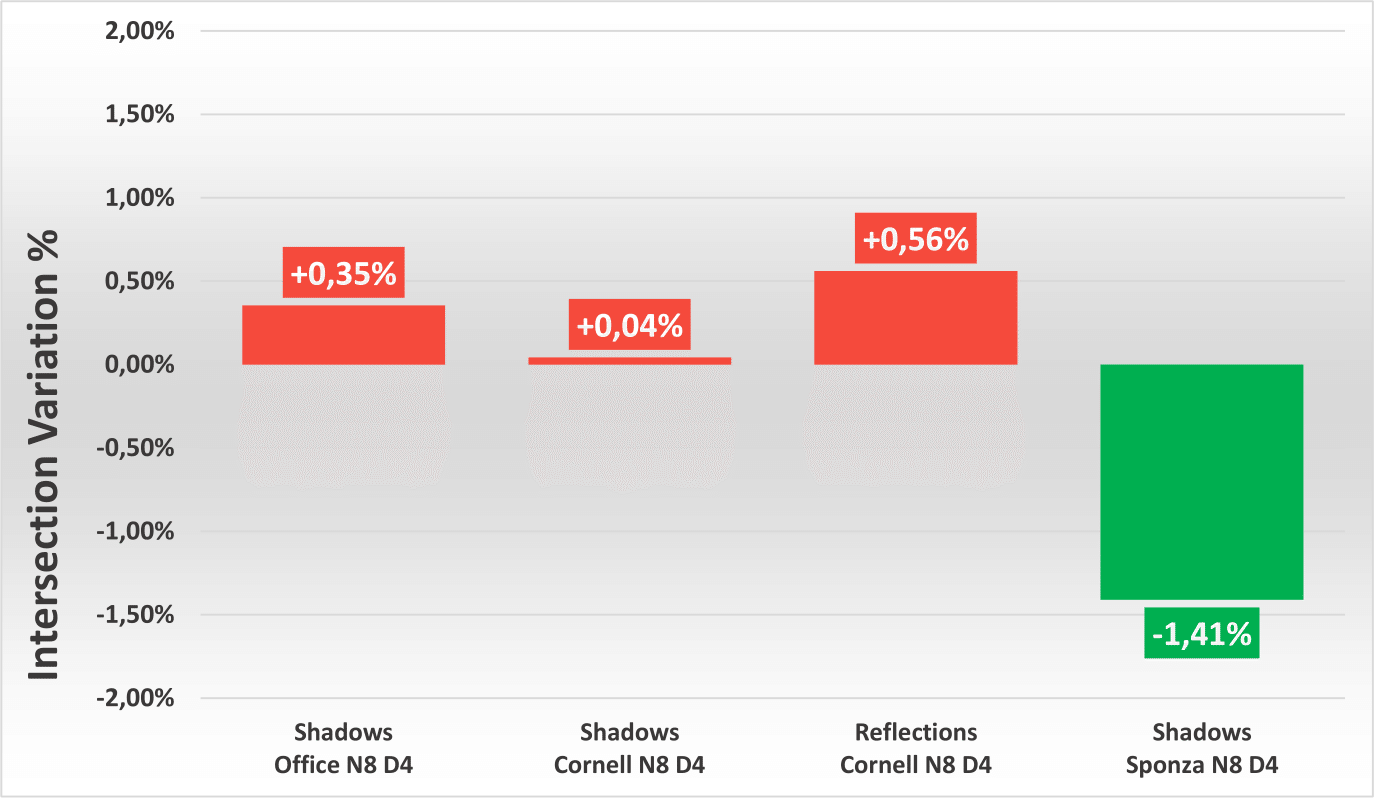 Intersection Variation %
2,00%
1,50%
1,00%
0,50%
0,00%
-0,50%
-1,00%
-1,50%
-2,00%
+0,35%
+0,04%
+0,56%
-1,41%
Shadows
Office N8 D4
Shadows
Cornell N8 D4
Reflections
Cornell N8 D4
Shadows
Sponza N8 D4